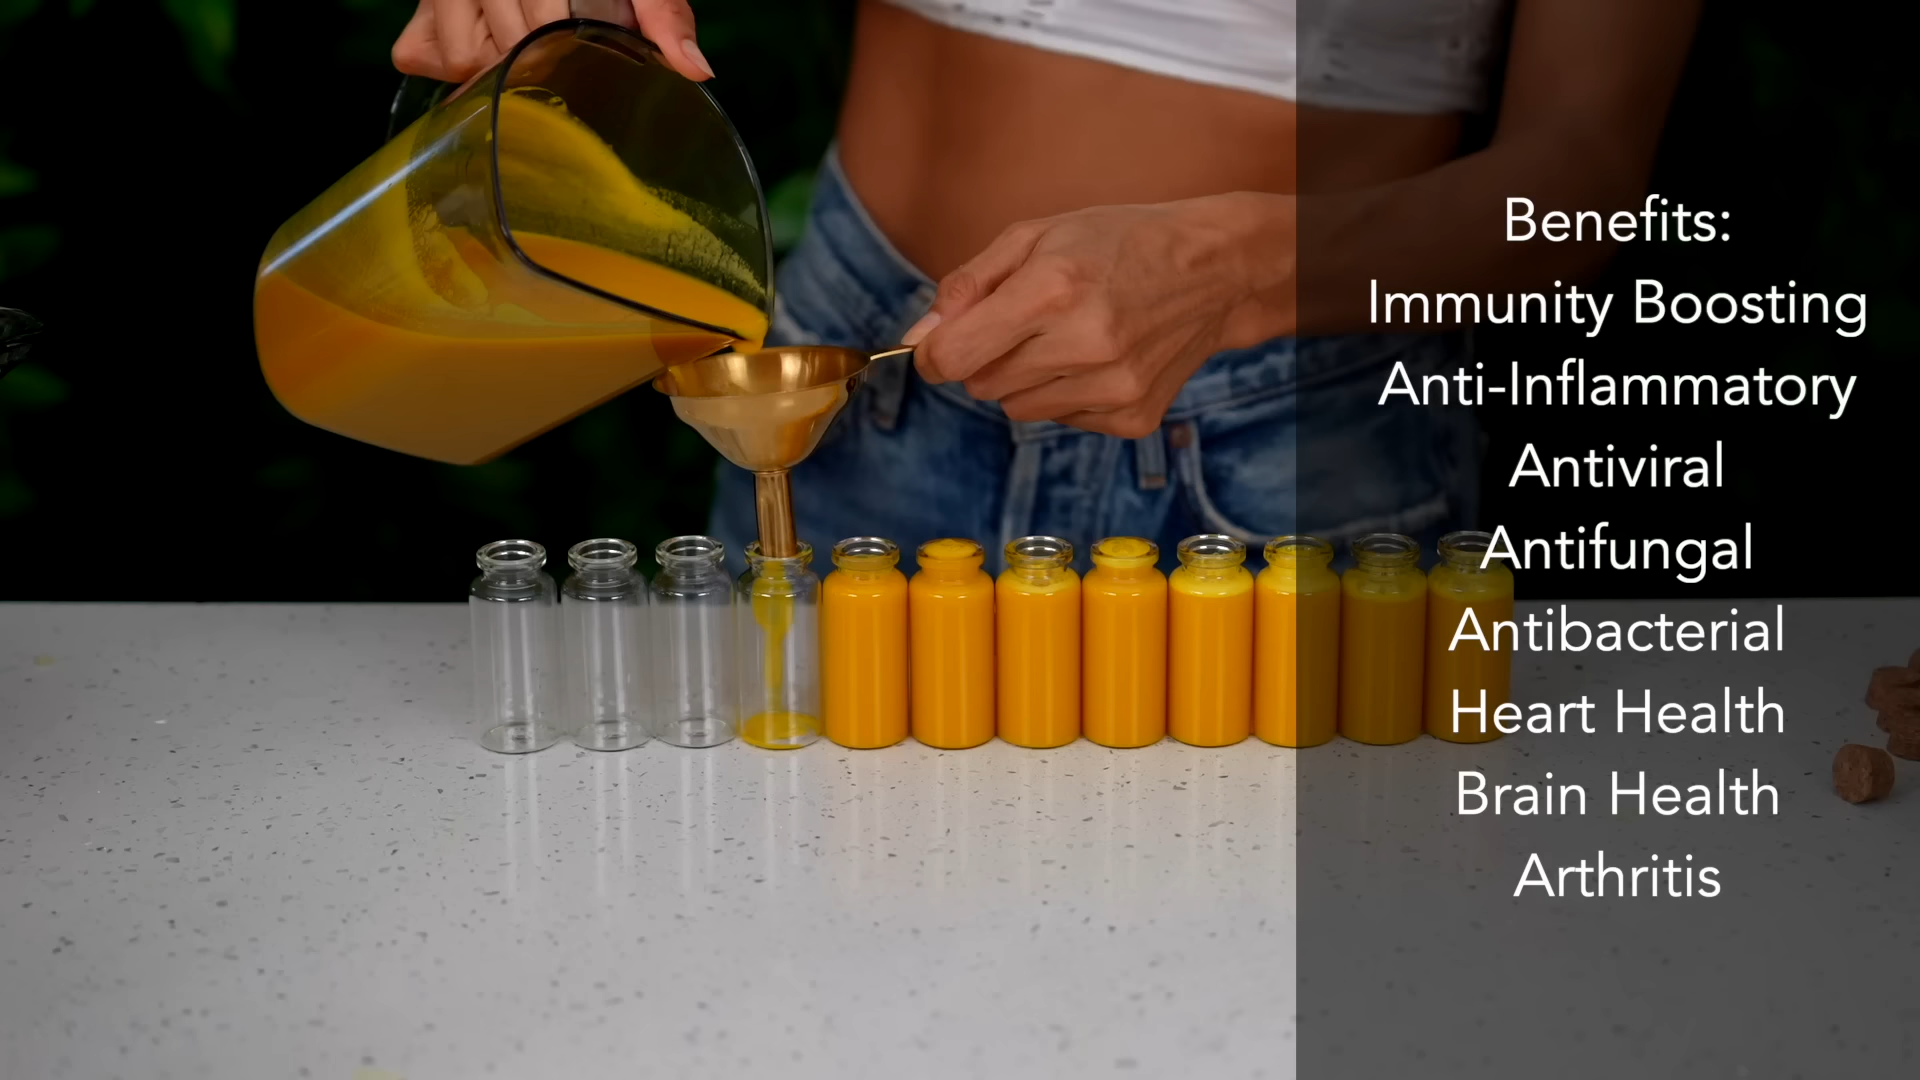 Benefits:
Immunity Boosting
Anti-Inflammatory
Antiviral
Antifungal
Antibacterial
Heart Health
Brain Health
Arthritis